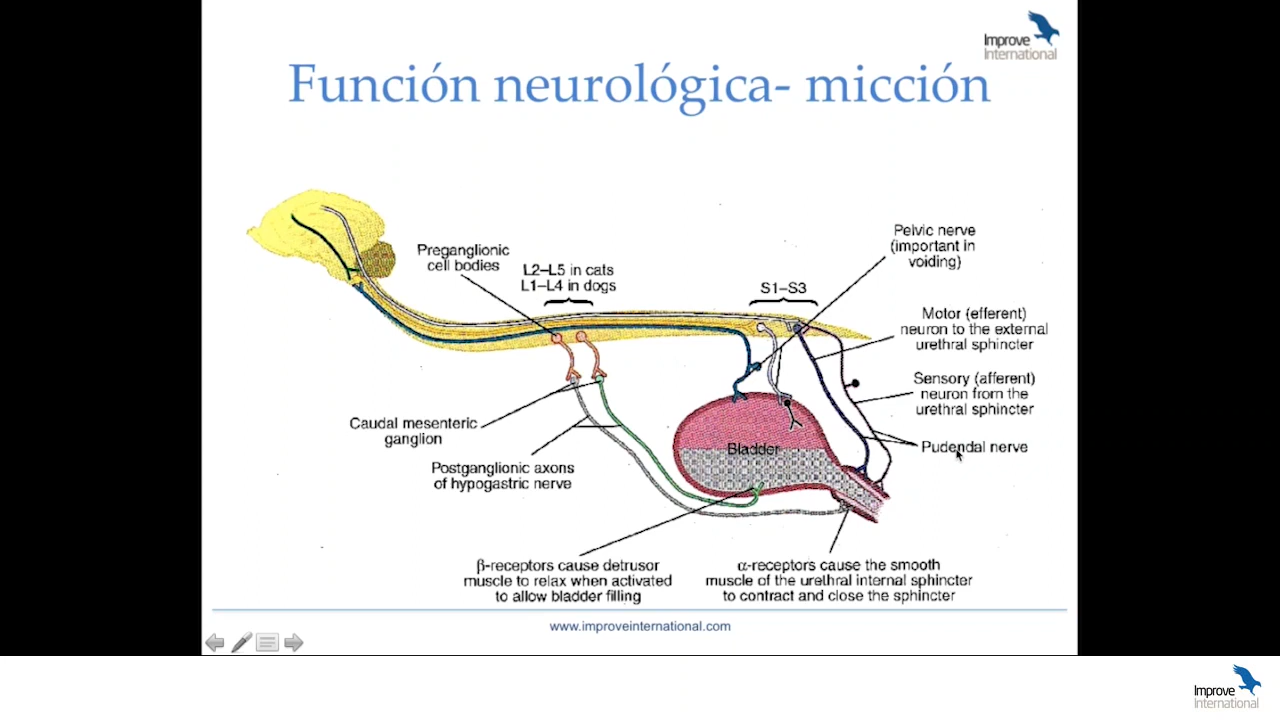 Improve
International
Función neurológica- micción
Preganglionic
cell bodies
L2–L5 in cats
L1–L4 in dogs
S1–S3
Pelvic nerve
(important in
voiding)
Motor (efferent)
neuron to the external
urethral sphincter
Sensory (afferent)
neuron from the
urethral sphincter
Pudendal nerve
Caudal mesenteric
ganglion
Postganglionic axons
of hypogastric nerve
Bladder
β-receptors cause detrusor
muscle to relax when activated
to allow bladder filling
α-receptors cause the smooth
muscle of the urethral internal sphincter
to contract and close the sphincter
www.improveinternational.com
Improve
International